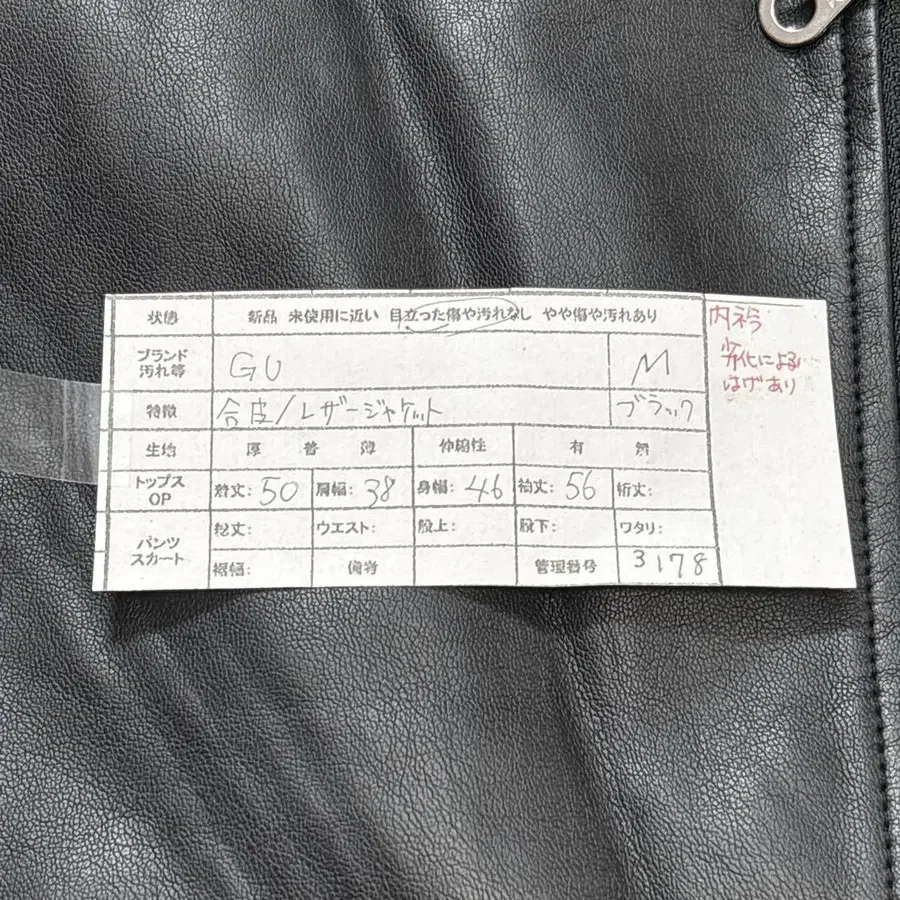 状態 新品 未使用に近い 目立った傷や汚れなし やや傷や汚れあり
ブランド
汚れ等 GU M
特徴 合皮/レザージャケット ブラック
生地 厚 普 薄 伸縮性 有 無
トップス
OP 着丈: 50 肩幅: 38 身幅: 46 袖丈: 56 裄丈:
パンツ
スカート 総丈: ウエスト: 股上: 股下: ワタリ:
裾幅: 備考 管理番号 3178
内衿
劣化による
はげあり